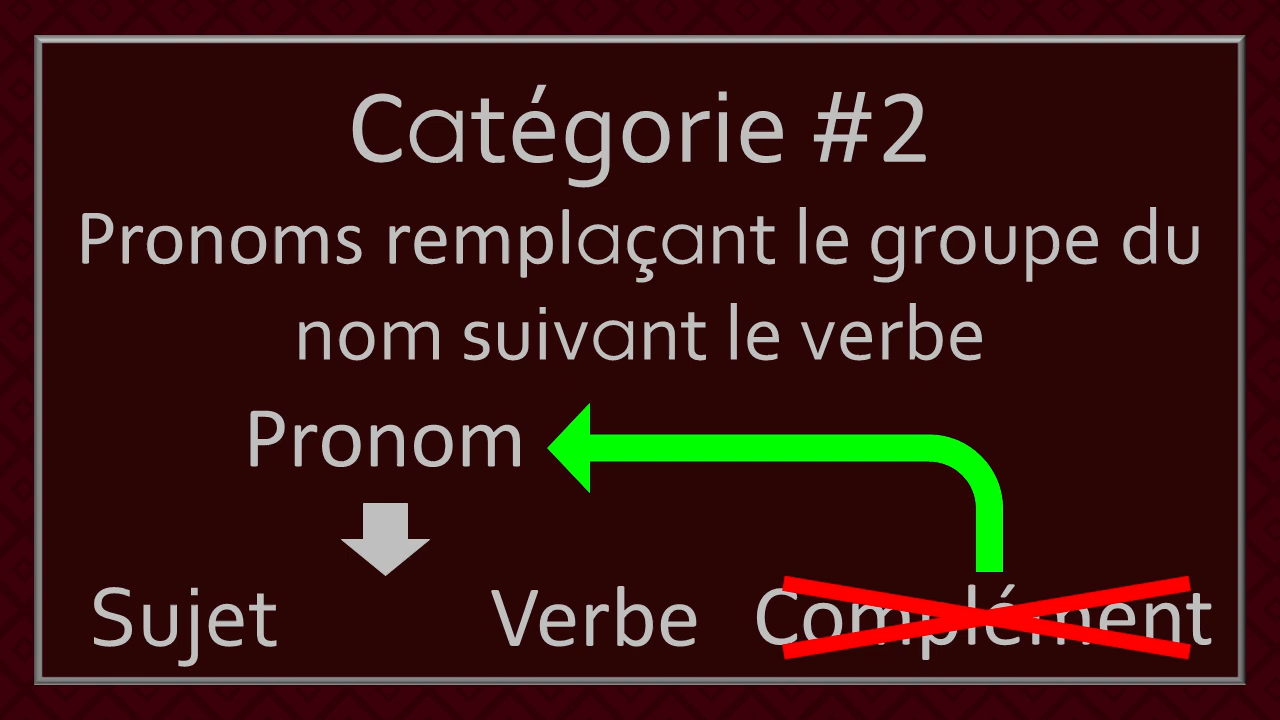 Catégorie #2
Pronoms remplaçant le groupe du
nom suivant le verbe
Pronom
Sujet Verbe Complément